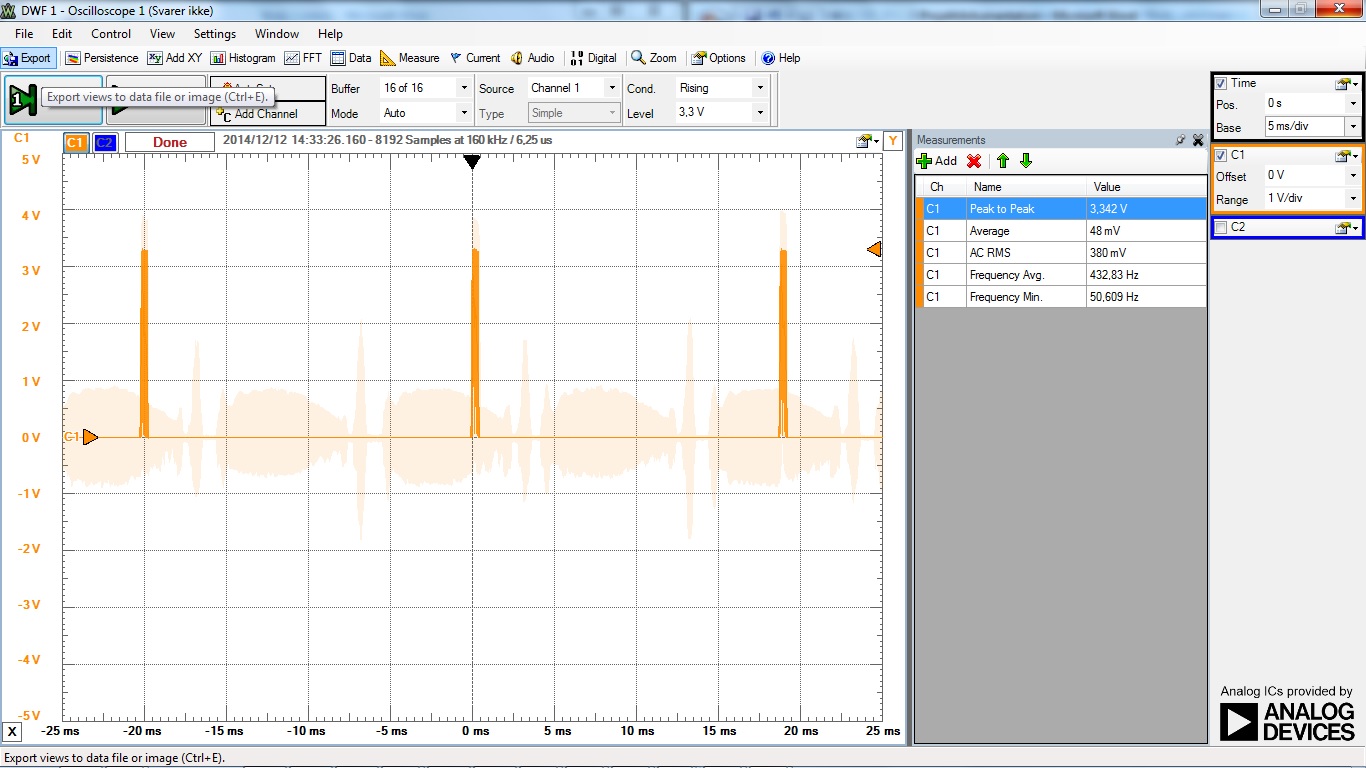 DWF 1 - Oscilloscope 1 (Svarer ikke)
File Edit Control View Settings Window Help
Export Persistence Add XY Histogram FFT Data Measure Current Audio Digital Zoom Options Help
Export views to data file or image (Ctrl+E).
Add Channel
Buffer 16 of 16 Source Channel 1 Cond. Rising
Mode Auto Type Simple Level 3,3 V
C1 C1 C2 Done 2014/12/12 14:33:26.160 - 8192 Samples at 160 kHz / 6,25 us Y
5 V
4 V
3 V
2 V
1 V
0 V
-1 V
-2 V
-3 V
-4 V
-5 V
C1
X -25 ms -20 ms -15 ms -10 ms -5 ms 0 ms 5 ms 10 ms 15 ms 20 ms 25 ms
Measurements
Add
Ch Name Value
C1 Peak to Peak 3,342 V
C1 Average 48 mV
C1 AC RMS 380 mV
C1 Frequency Avg. 432,83 Hz
C1 Frequency Min. 50,609 Hz
Time
Pos. 0 s
Base 5 ms/div
C1
Offset 0 V
Range 1 V/div
C2
Analog ICs provided by
ANALOG
DEVICES
Export views to data file or image (Ctrl+E).